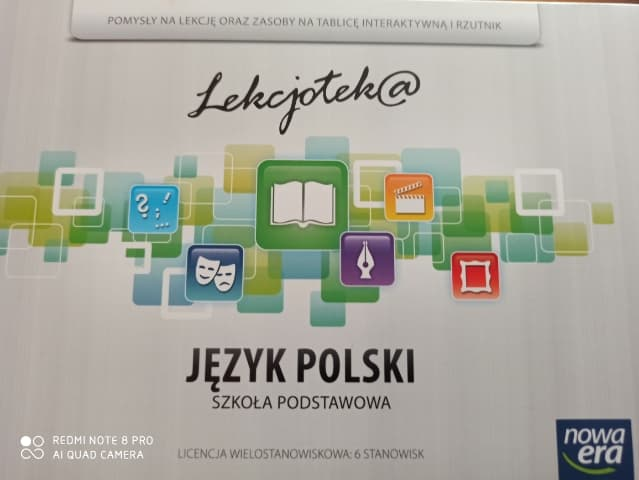 POMYSŁY NA LEKCJĘ ORAZ ZASOBY NA TABLICĘ INTERAKTYWNĄ I RZUTNIK
Lekcjotek@
? ; . , !
JĘZYK POLSKI
SZKOŁA PODSTAWOWA
LICENCJA WIELOSTANOWISKOWA: 6 STANOWISK
nowa
era
REDMI NOTE 8 PRO
AI QUAD CAMERA